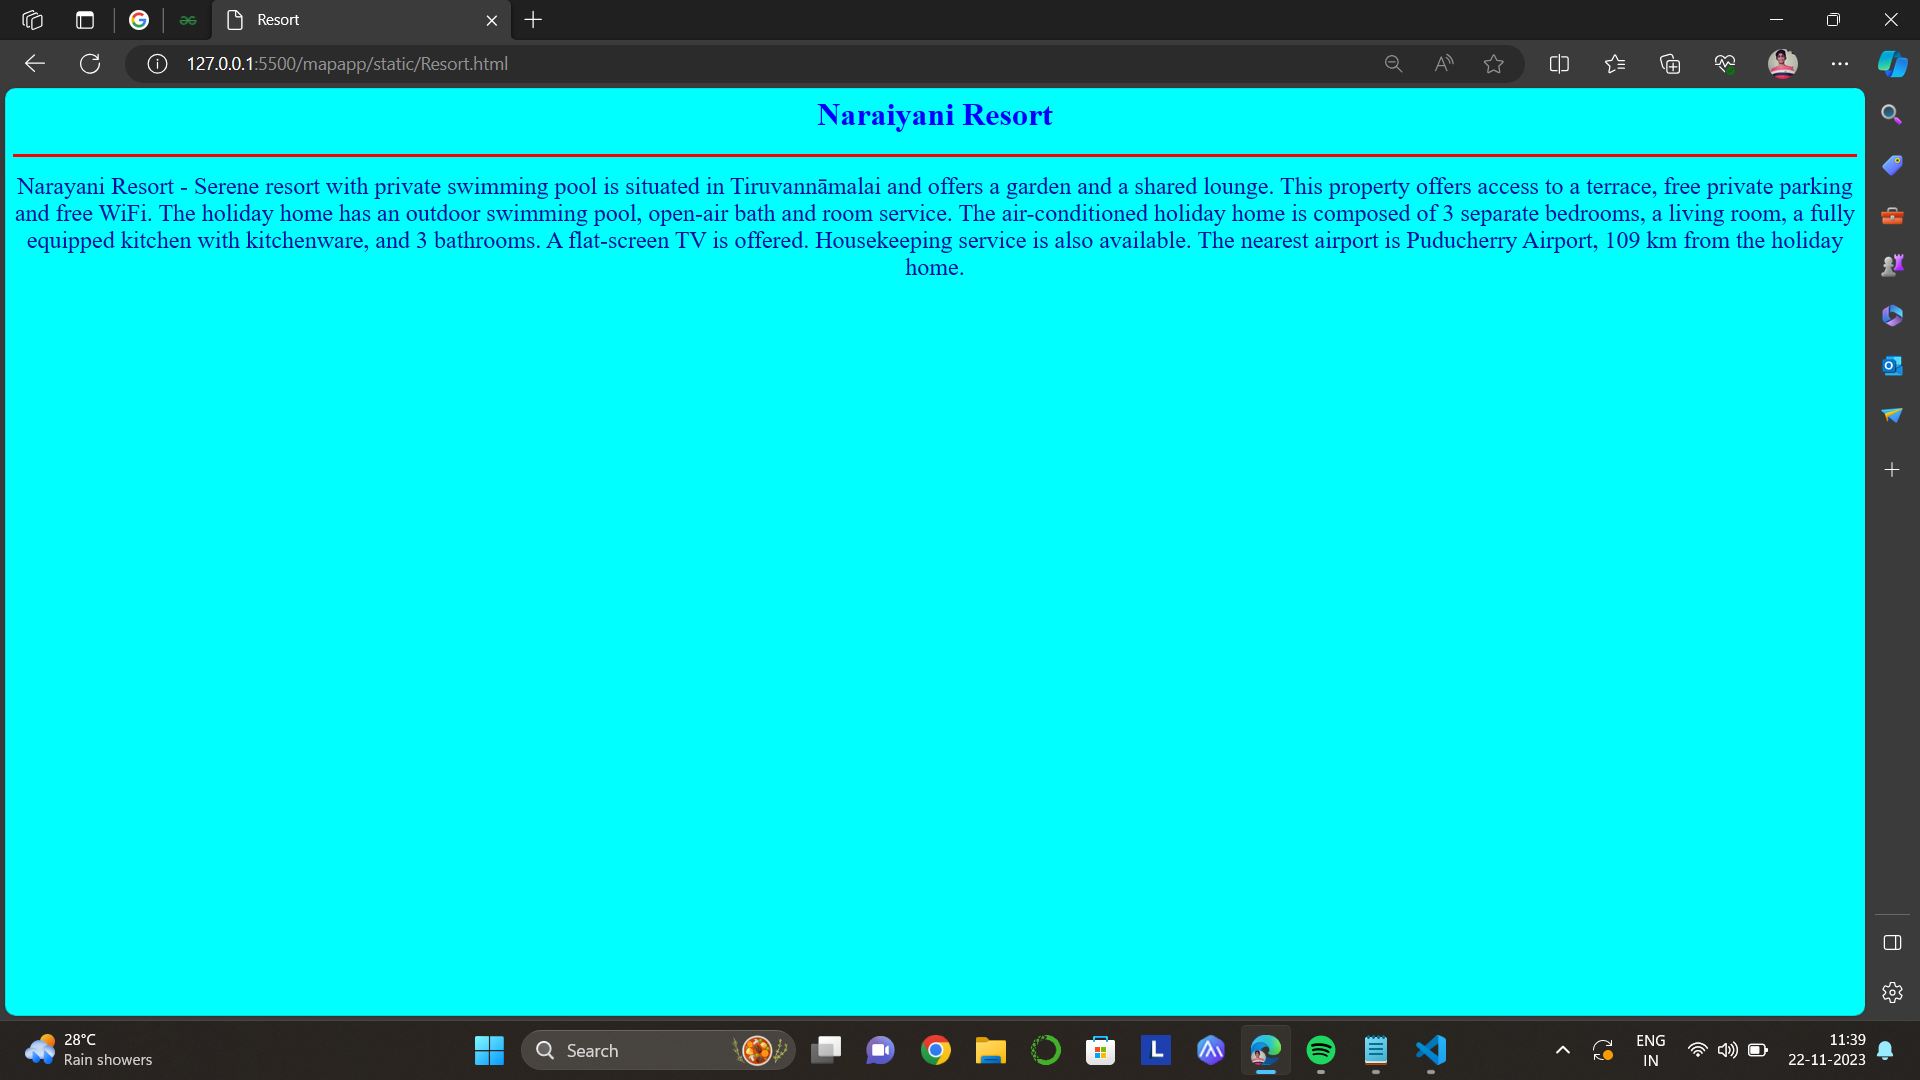 Resort
127.0.0.1:5500/mapapp/static/Resort.html
Naraiyani Resort
Narayani Resort - Serene resort with private swimming pool is situated in Tiruvannāmalai and offers a garden and a shared lounge. This property offers access to a terrace, free private parking
and free WiFi. The holiday home has an outdoor swimming pool, open-air bath and room service. The air-conditioned holiday home is composed of 3 separate bedrooms, a living room, a fully
equipped kitchen with kitchenware, and 3 bathrooms. A flat-screen TV is offered. Housekeeping service is also available. The nearest airport is Puducherry Airport, 109 km from the holiday
home.
28°C
Rain showers
Search
L
ENG
IN
11:39
22-11-2023